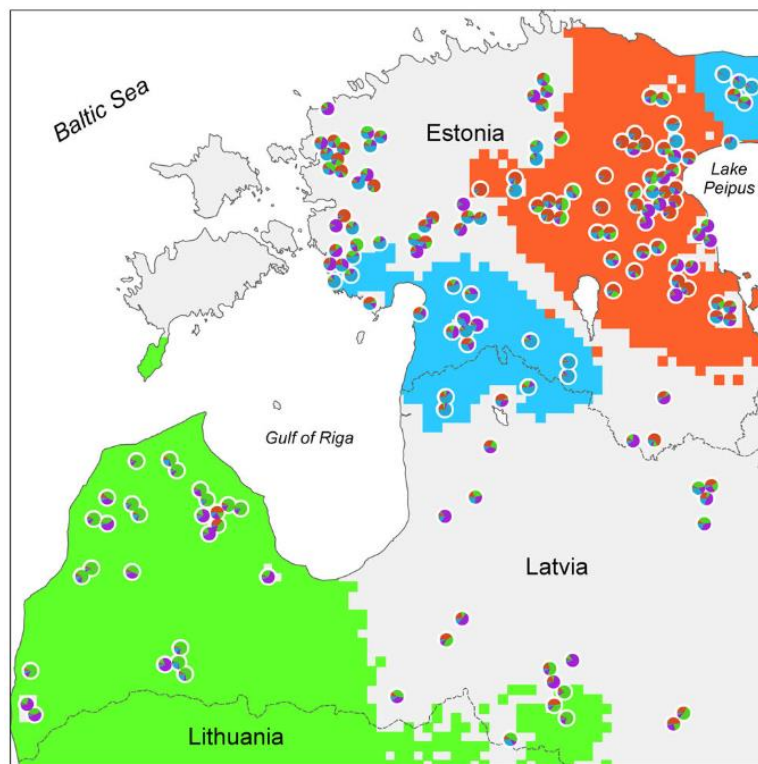 Baltic Sea
Estonia
Lake
Peipus
Gulf of Riga
Latvia
Lithuania